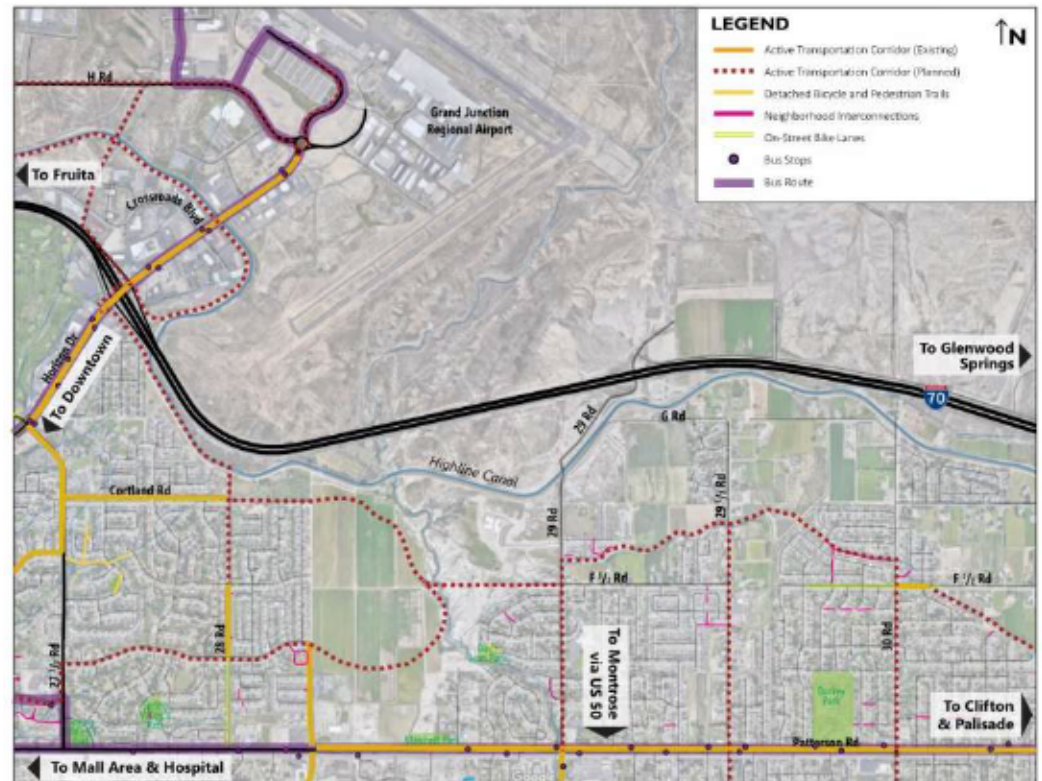 LEGEND
N
Active Transportation Corridor (Existing)
Active Transportation Corridor (Planned)
Detached Bicycle and Pedestrian Trails
Neighborhood Interconnections
On-Street Bike Lanes
Bus Stops
Bus Route
H Rd
Grand Junction
Regional Airport
To Fruita
Crossroads Blvd
Horizon Dr
To Downtown
To Glenwood
Springs
70
29 Rd
G Rd
Highline Canal
Cortland Rd
29 Rd
29 1/2 Rd
F 1/2 Rd
F 1/2 Rd
28 Rd
27 1/2 Rd
30 Rd
To Montrose
via US 50
To Clifton
& Palisade
Patterson Rd
To Mall Area & Hospital